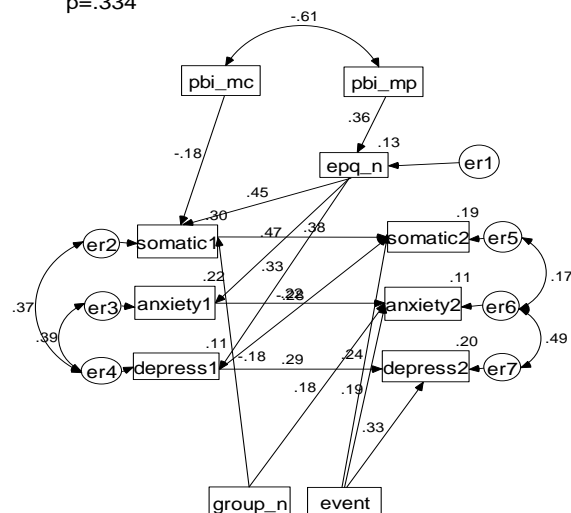 p=.334
-.61
pbi_mc
pbi_mp
.36
.13
-.18
epq_n
er1
.45
.30
.19
er2
somatic1
.47
.38
somatic2
er5
.33
.22
.17
.37
.11
er3
anxiety1
anxiety2
er6
.39
.11
.49
-.18
.24
.20
er4
depress1
.29
depress2
er7
.18
.19
.33
group_n
event